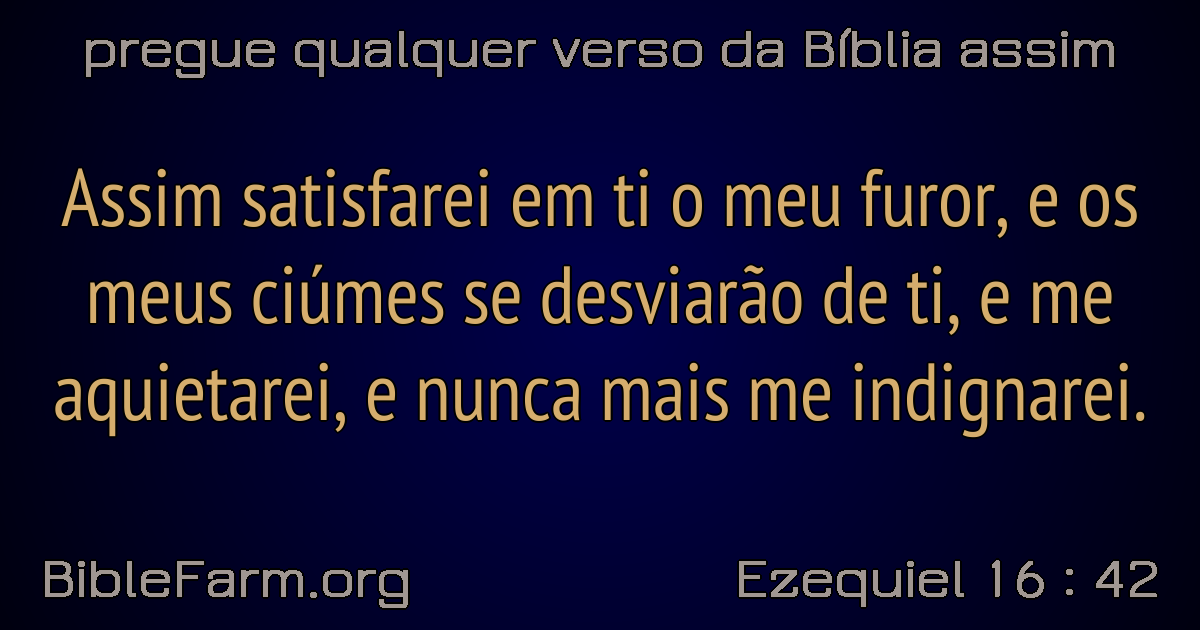 pregue qualquer verso da Bíblia assim
Assim satisfarei em ti o meu furor, e os
meus ciúmes se desviarão de ti, e me
aquietarei, e nunca mais me indignarei.
BibleFarm.org
Ezequiel 16 : 42